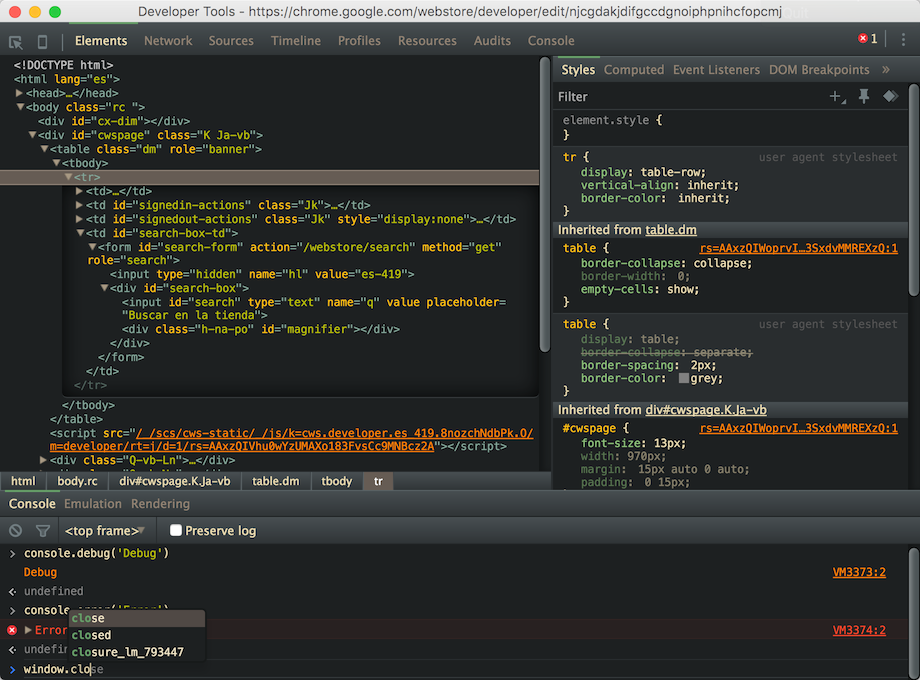 Developer Tools - https://chrome.google.com/webstore/developer/edit/njcgdakjdifgccdgnoiphpnihcfopcmj
Elements Network Sources Timeline Profiles Resources Audits Console 1
<!DOCTYPE html>
<html lang="es">
<head>…</head>
<body class="rc ">
<div id="cx-dim"></div>
<div id="cwspage" class="K Ja-vb">
<table class="dm" role="banner">
<tbody>
<tr>
<td>…</td>
<td id="signedin-actions" class="Jk">…</td>
<td id="signedout-actions" class="Jk" style="display:none">…</td>
<td id="search-box-td">
<form id="search-form" action="/webstore/search" method="get"
role="search">
<input type="hidden" name="hl" value="es-419">
<div id="search-box">
<input id="search" type="text" name="q" value placeholder=
"Buscar en la tienda">
<div class="h-na-po" id="magnifier"></div>
</div>
</form>
</td>
</tr>
</tbody>
</table>
<script src="/_/scs/cws-static/_/js/k=cws.developer.es_419.8nozchNdbPk.O/
m=developer/rt=j/d=1/rs=AAxzQIVhu0wYzUMAXo183FvsCc9MNBcz2A"></script>
<div class="Q-vb-Ln">…</div>
html body.rc div#cwspage.K.Ja-vb table.dm tbody tr
Styles Computed Event Listeners DOM Breakpoints »
Filter
element.style {
}
tr { user agent stylesheet
display: table-row;
vertical-align: inherit;
border-color: inherit;
}
Inherited from table.dm
table { rs=AAxzQIWoprvI…3SxdvMMREXzQ:1
border-collapse: collapse;
border-width: 0;
empty-cells: show;
}
table { user agent stylesheet
display: table;
border-collapse: separate;
border-spacing: 2px;
border-color: grey;
}
Inherited from div#cwspage.K.Ja-vb
#cwspage { rs=AAxzQIWoprvI…3SxdvMMREXzQ:1
font-size: 13px;
width: 970px;
margin: 15px auto 0 auto;
padding: 0 15px;
Console Emulation Rendering
<top frame> Preserve log
> console.debug('Debug')
Debug VM3373:2
undefined
> console.error('Error')
Error VM3374:2
undefin
> window.close
close
closed
closure_lm_793447